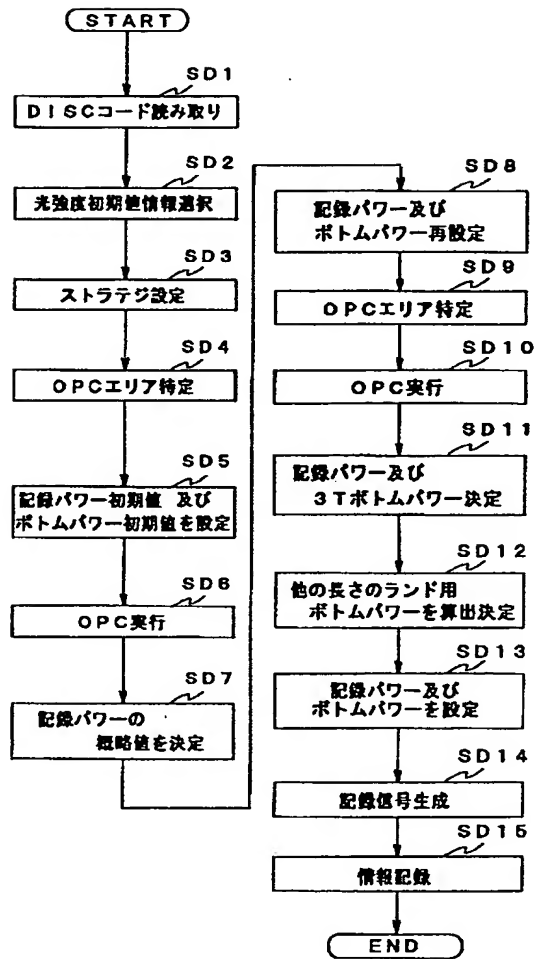 START
SD1
DISCコード読み取り
SD2
光強度初期値情報選択
SD3
ストラテジ設定
SD4
OPCエリア特定
SD5
記録パワー初期値 及び
ボトムパワー初期値を設定
SD6
OPC実行
SD7
記録パワーの
概略値を決定
SD8
記録パワー及び
ボトムパワー再設定
SD9
OPCエリア特定
SD10
OPC実行
SD11
記録パワー及び
3Tボトムパワー決定
SD12
他の長さのランド用
ボトムパワーを算出決定
SD13
記録パワー及び
ボトムパワーを設定
SD14
記録信号生成
SD15
情報記録
END